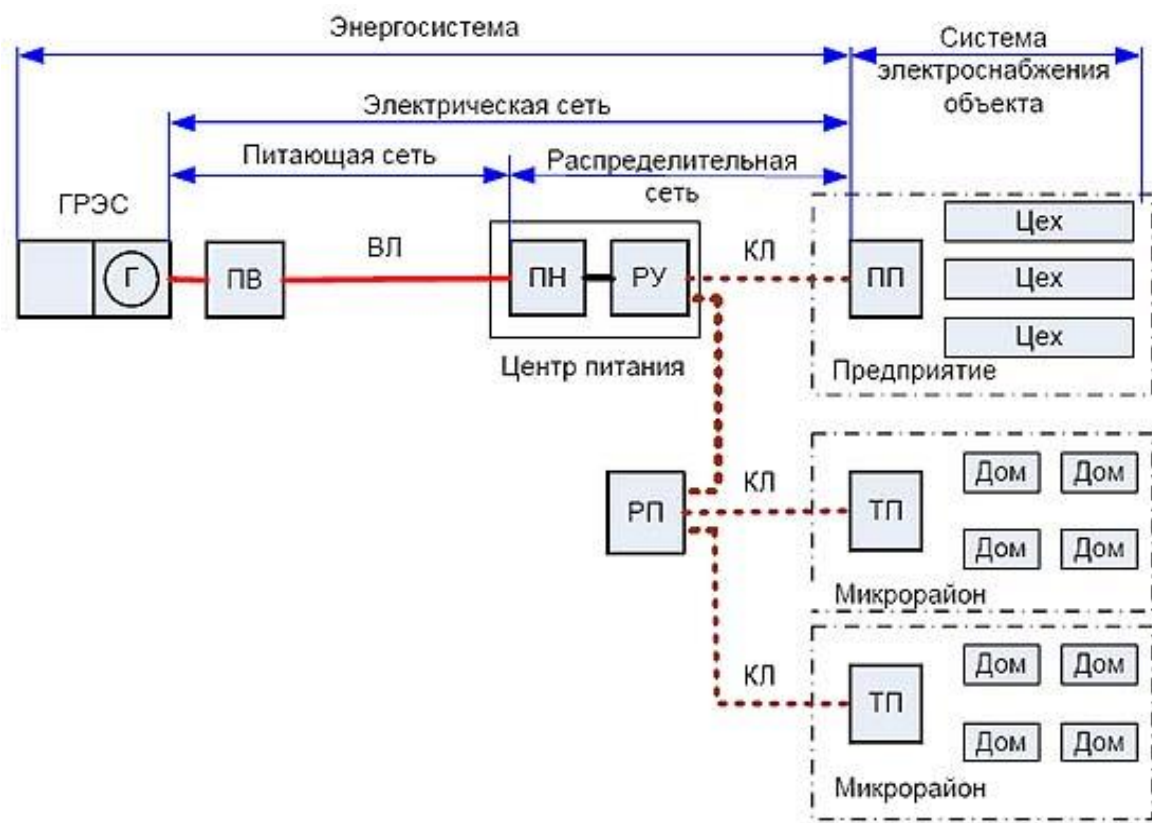 Энергосистема
Система
электроснабжения
объекта
Электрическая сеть
Питающая сеть
Распределительная
сеть
ГРЭС
Г
ПВ
ВЛ
ПН
РУ
КЛ
ПП
Цех
Цех
Цех
Центр питания
Предприятие
РП
КЛ
ТП
Дом
Дом
Дом
Дом
Микрорайон
КЛ
ТП
Дом
Дом
Дом
Дом
Микрорайон